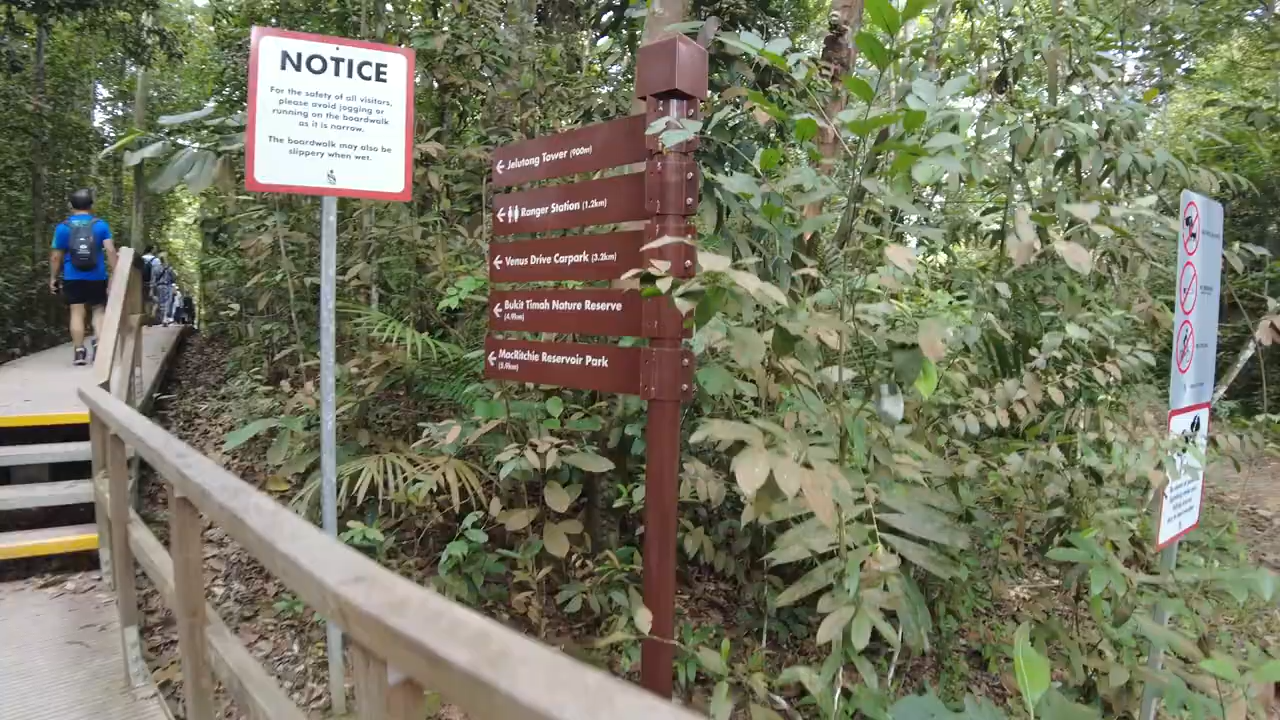 NOTICE
For the safety of all visitors,
please avoid jogging or
running on the boardwalk
as it is narrow.
The boardwalk may also be
slippery when wet.
Jelutong Tower (900m)
Ranger Station (1.2km)
Venus Drive Carpark (3.2km)
Bukit Timah Nature Reserve
(4.9km)
MacRitchie Reservoir Park